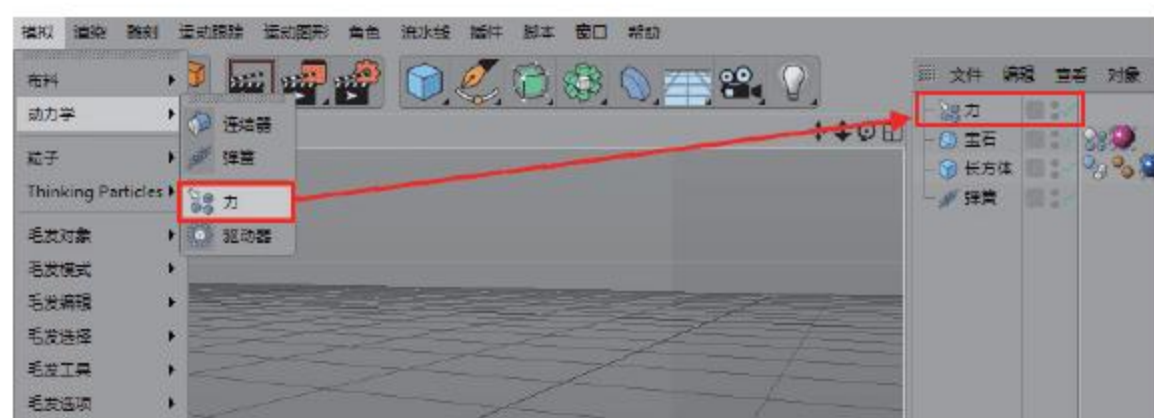 模拟 渲染 雕刻 运动跟踪 运动图形 角色 流水线 插件 脚本 窗口 帮助
布料
动力学
粒子
Thinking Particles
毛发对象
毛发模式
毛发编辑
毛发选择
毛发工具
毛发选项
连结器
弹簧
力
驱动器
文件 编辑 查看 对象
力
宝石
长方体
弹簧